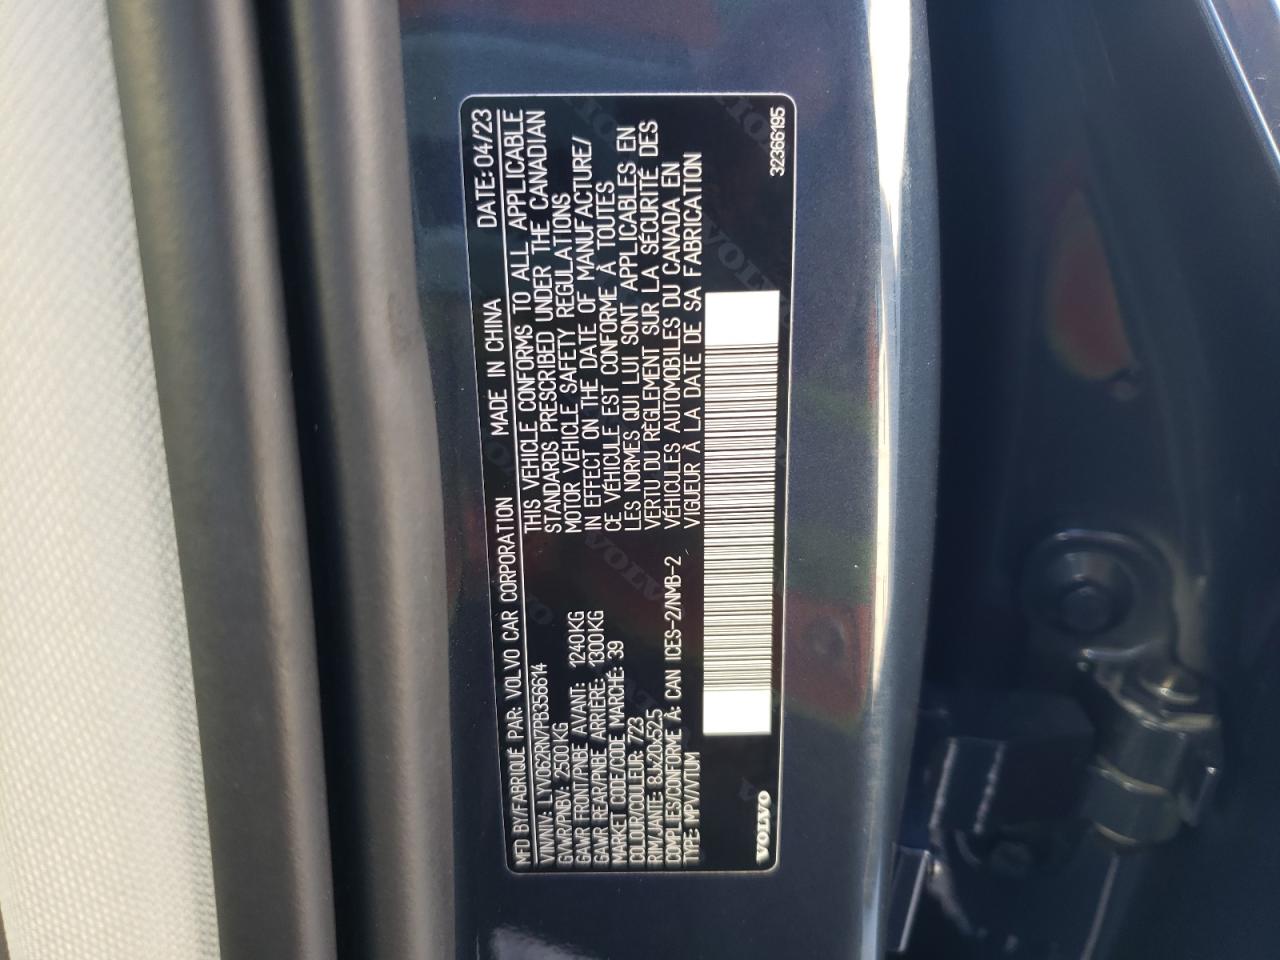 MFD BY/FABRIQUÉ PAR: VOLVO CAR CORPORATION MADE IN CHINA DATE: 04/23
VIN/NIV: LYV062RN7PB356614
GVWR/PNBV: 2500 KG
GAWR FRONT/PNBE AVANT: 1240 KG
GAWR REAR/PNBE ARRIÈRE: 1300 KG
MARKET CODE/CODE MARCHÉ: 39
COLOUR/COULEUR: 723
RIM/JANTE: 8Jx20x52.5
COMPLIES/CONFORME À: CAN ICES-2/NMB-2
TYPE: MPV/VTUM
THIS VEHICLE CONFORMS TO ALL APPLICABLE
STANDARDS PRESCRIBED UNDER THE CANADIAN
MOTOR VEHICLE SAFETY REGULATIONS
IN EFFECT ON THE DATE OF MANUFACTURE/
CE VÉHICULE EST CONFORME À TOUTES
LES NORMES QUI LUI SONT APPLICABLES EN
VERTU DU RÈGLEMENT SUR LA SÉCURITÉ DES
VÉHICULES AUTOMOBILES DU CANADA EN
VIGUEUR À LA DATE DE SA FABRICATION
VOLVO
32366195